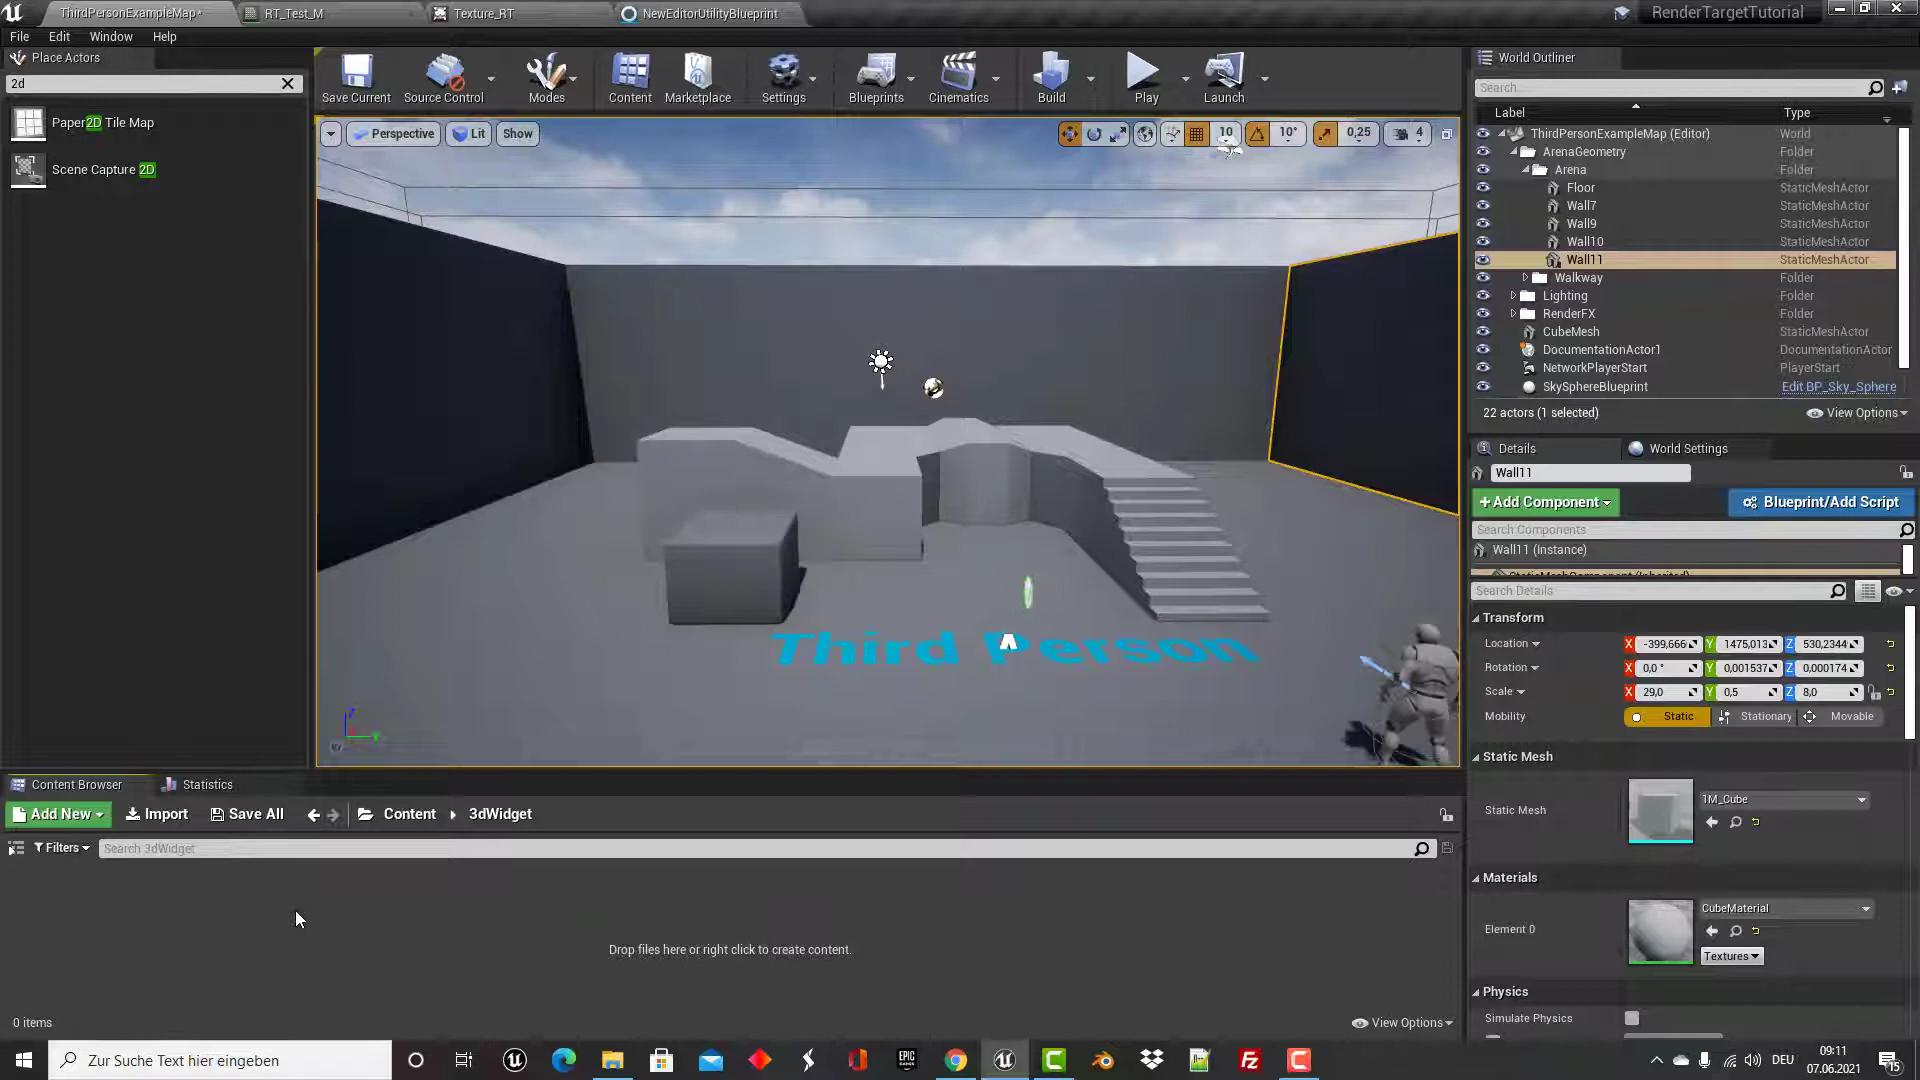 ThirdPersonExampleMap*
RT_Test_M
Texture_RT
NewEditorUtilityBlueprint
RenderTargetTutorial
File Edit Window Help
Place Actors
2d
Paper2D Tile Map
Scene Capture 2D
Save Current
Source Control
Modes
Content
Marketplace
Settings
Blueprints
Cinematics
Build
Play
Launch
Perspective
Lit
Show
10
10°
0,25
4
Third Person
World Outliner
Search...
Label Type
ThirdPersonExampleMap (Editor) World
ArenaGeometry Folder
Arena Folder
Floor StaticMeshActor
Wall7 StaticMeshActor
Wall9 StaticMeshActor
Wall10 StaticMeshActor
Wall11 StaticMeshActor
Walkway Folder
Lighting Folder
RenderFX Folder
CubeMesh StaticMeshActor
DocumentationActor1 DocumentationActor
NetworkPlayerStart PlayerStart
SkySphereBlueprint Edit BP_Sky_Sphere
22 actors (1 selected)
View Options
Details
World Settings
Wall11
+Add Component
Blueprint/Add Script
Search Components
Wall11 (Instance)
Search Details
Transform
Location X -399,666 Y 1475,013 Z 530,2344
Rotation X 0,0 ° Y 0,001537 Z 0,000174
Scale X 29,0 Y 0,5 Z 8,0
Mobility Static Stationary Movable
Static Mesh
Static Mesh
1M_Cube
Materials
Element 0
CubeMaterial
Textures
Physics
Simulate Physics
Content Browser
Statistics
Add New
Import
Save All
Content
3dWidget
Filters
Search 3dWidget
Drop files here or right click to create content.
0 items
View Options
Zur Suche Text hier eingeben
EPIC
DEU
09:11
07.06.2021
15